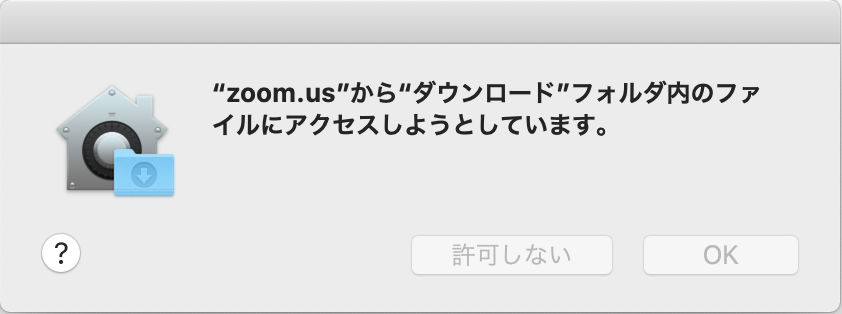 “zoom.us”から“ダウンロード”フォルダ内のファ
イルにアクセスしようとしています。
?
許可しない
OK